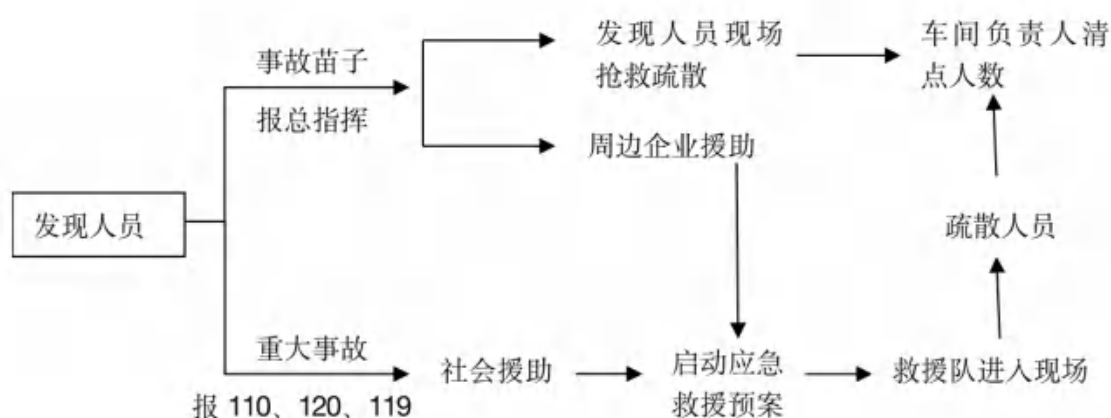 事故苗子
报总指挥
发现人员现场
抢救疏散
车间负责人清
点人数
周边企业援助
发现人员
疏散人员
重大事故
报 110、120、119
社会援助
启动应急
救援预案
救援队进入现场